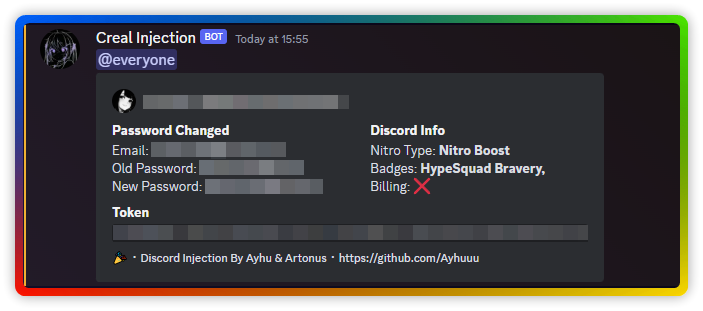 Creal Injection BOT Today at 15:55
@everyone
Password Changed
Email:
Old Password:
New Password:
Discord Info
Nitro Type: Nitro Boost
Badges: HypeSquad Bravery,
Billing: ❌
Token
🎉 • Discord Injection By Ayhu & Artonus • https://github.com/Ayhuuu